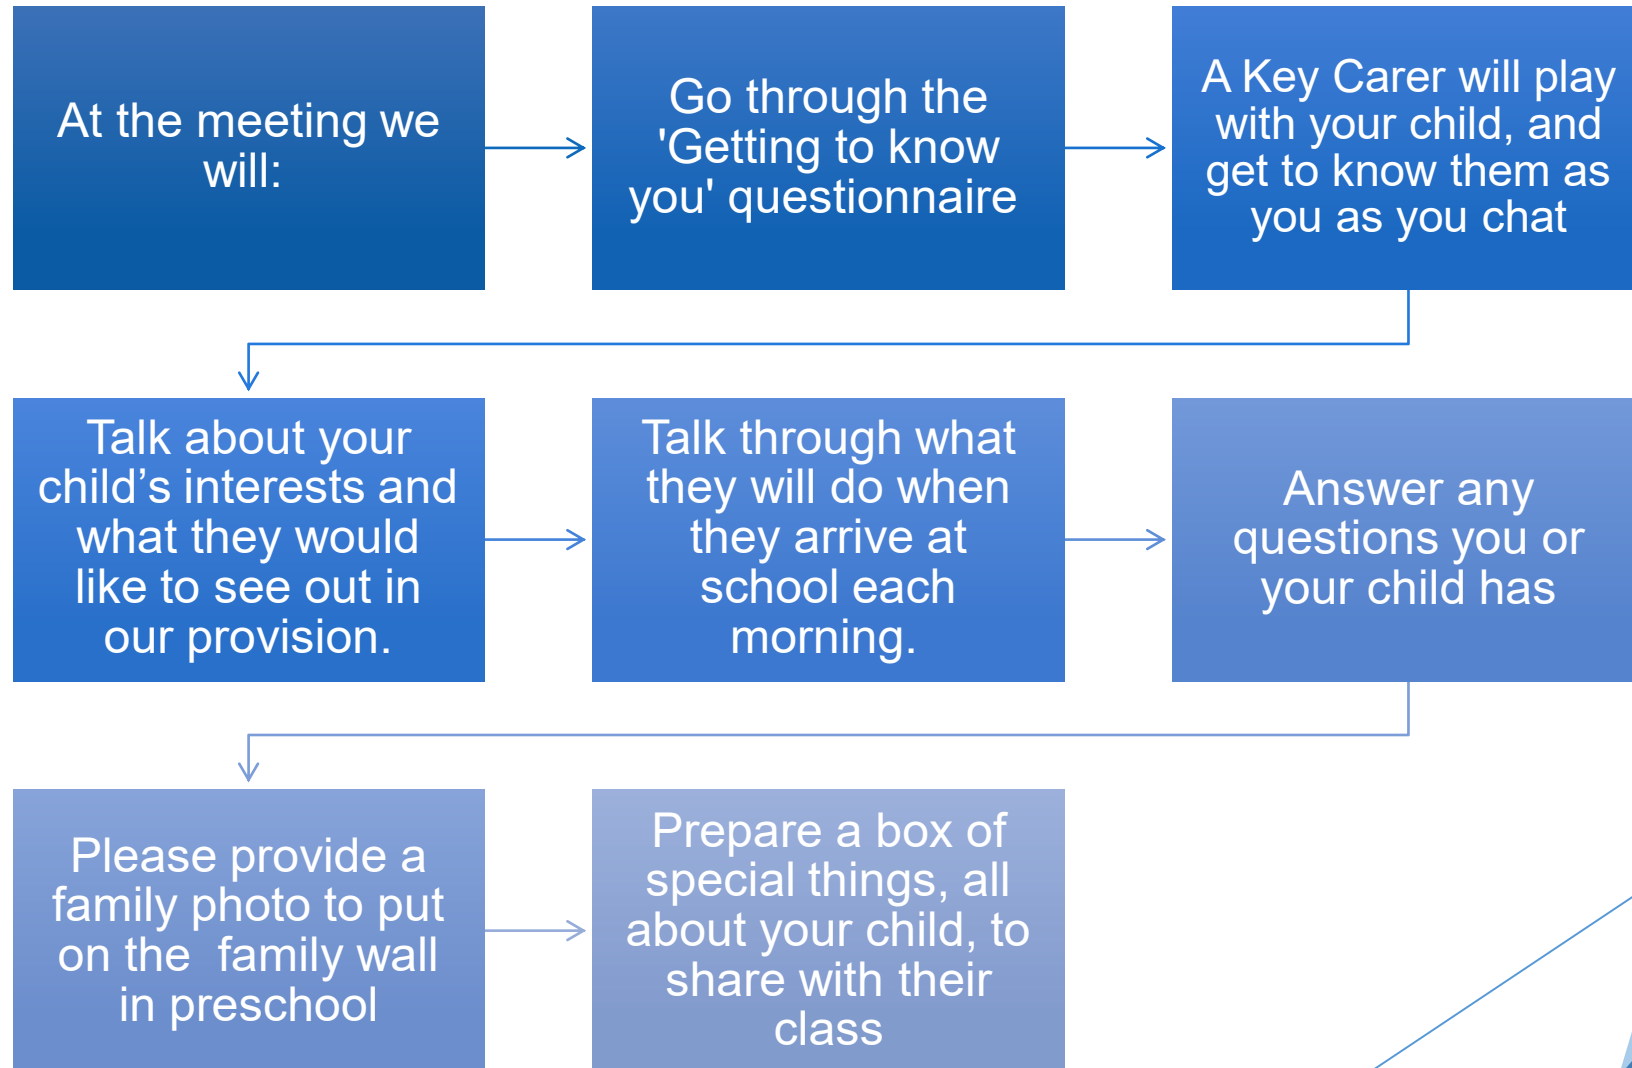 At the meeting we
will:
Go through the
'Getting to know
you' questionnaire
A Key Carer will play
with your child, and
get to know them as
you as you chat
Talk about your
child’s interests and
what they would
like to see out in
our provision.
Talk through what
they will do when
they arrive at
school each
morning.
Answer any
questions you or
your child has
Please provide a
family photo to put
on the  family wall
in preschool
Prepare a box of
special things, all
about your child, to
share with their
class